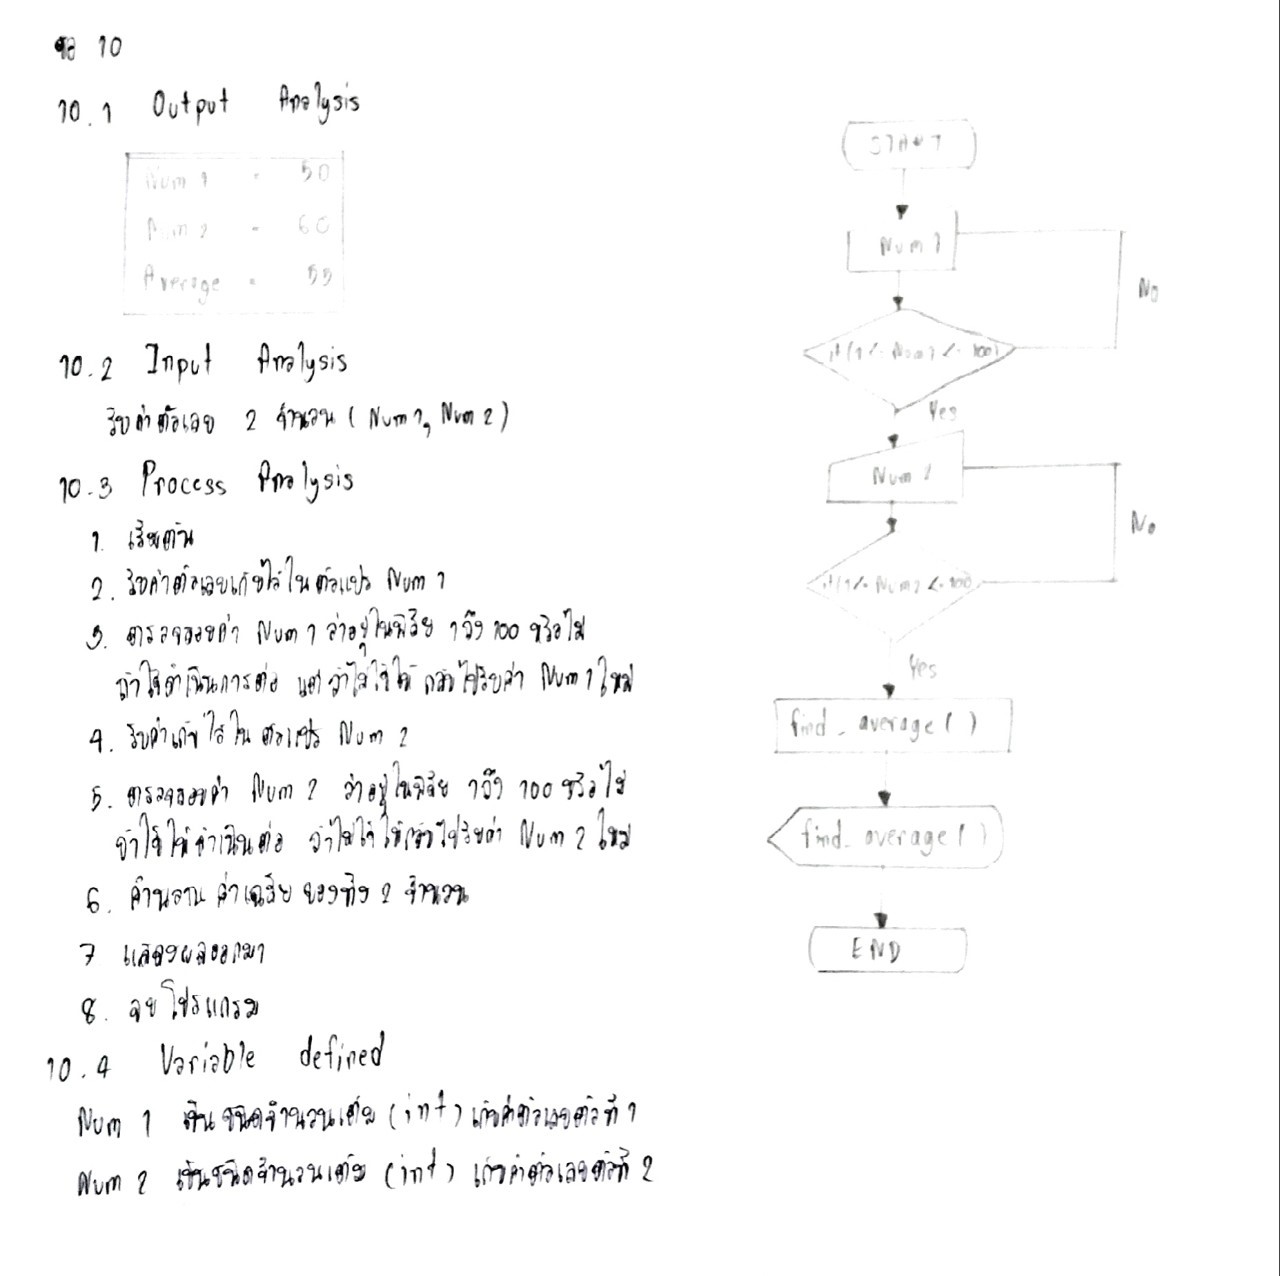 ข้อ 10
10.1 Output Analysis
Num 1 = 50
Num 2 = 60
Average = 55
10.2 Input Analysis
รับค่าตัวเลข 2 จำนวน ( Num 1, Num 2 )
10.3 Process Analysis
1. เริ่มต้น
2. รับค่าตัวเลขเก็บไว้ในตัวแปร Num 1
3. ตรวจสอบค่า Num 1 ว่าอยู่ในพิสัย 1 ถึง 100 หรือไม่
ถ้าใช่ดำเนินการต่อ แต่ ถ้าไม่ใช่ให้ กลับไปรับค่า Num 1 ใหม่
4. รับค่าเก็บไว้ใน ตัวแปร Num 2
5. ตรวจสอบค่า Num 2 ว่าอยู่ในพิสัย 1 ถึง 100 หรือไม่
ถ้าใช่ให้ดำเนินต่อ ถ้าไม่ใช่ ให้กลับไปรับค่า Num 2 ใหม่
6. คำนวณ ค่าเฉลี่ย ของทั้ง 2 จำนวน
7 แสดงผลออกมา
8. จบโปรแกรม
10.4 Variable defined
Num 1 เป็นชนิดจำนวนเต็ม (int) เก็บค่าตัวเลขตัวที่ 1
Num 2 เป็นชนิดจำนวนเต็ม (int) เก็บค่าตัวเลขตัวที่ 2
START
Num 1
No
if (1 <= Num 1 <= 100)
Yes
Num 2
No
if (1 <= Num 2 <= 100)
Yes
find_average ( )
find_average ( )
END